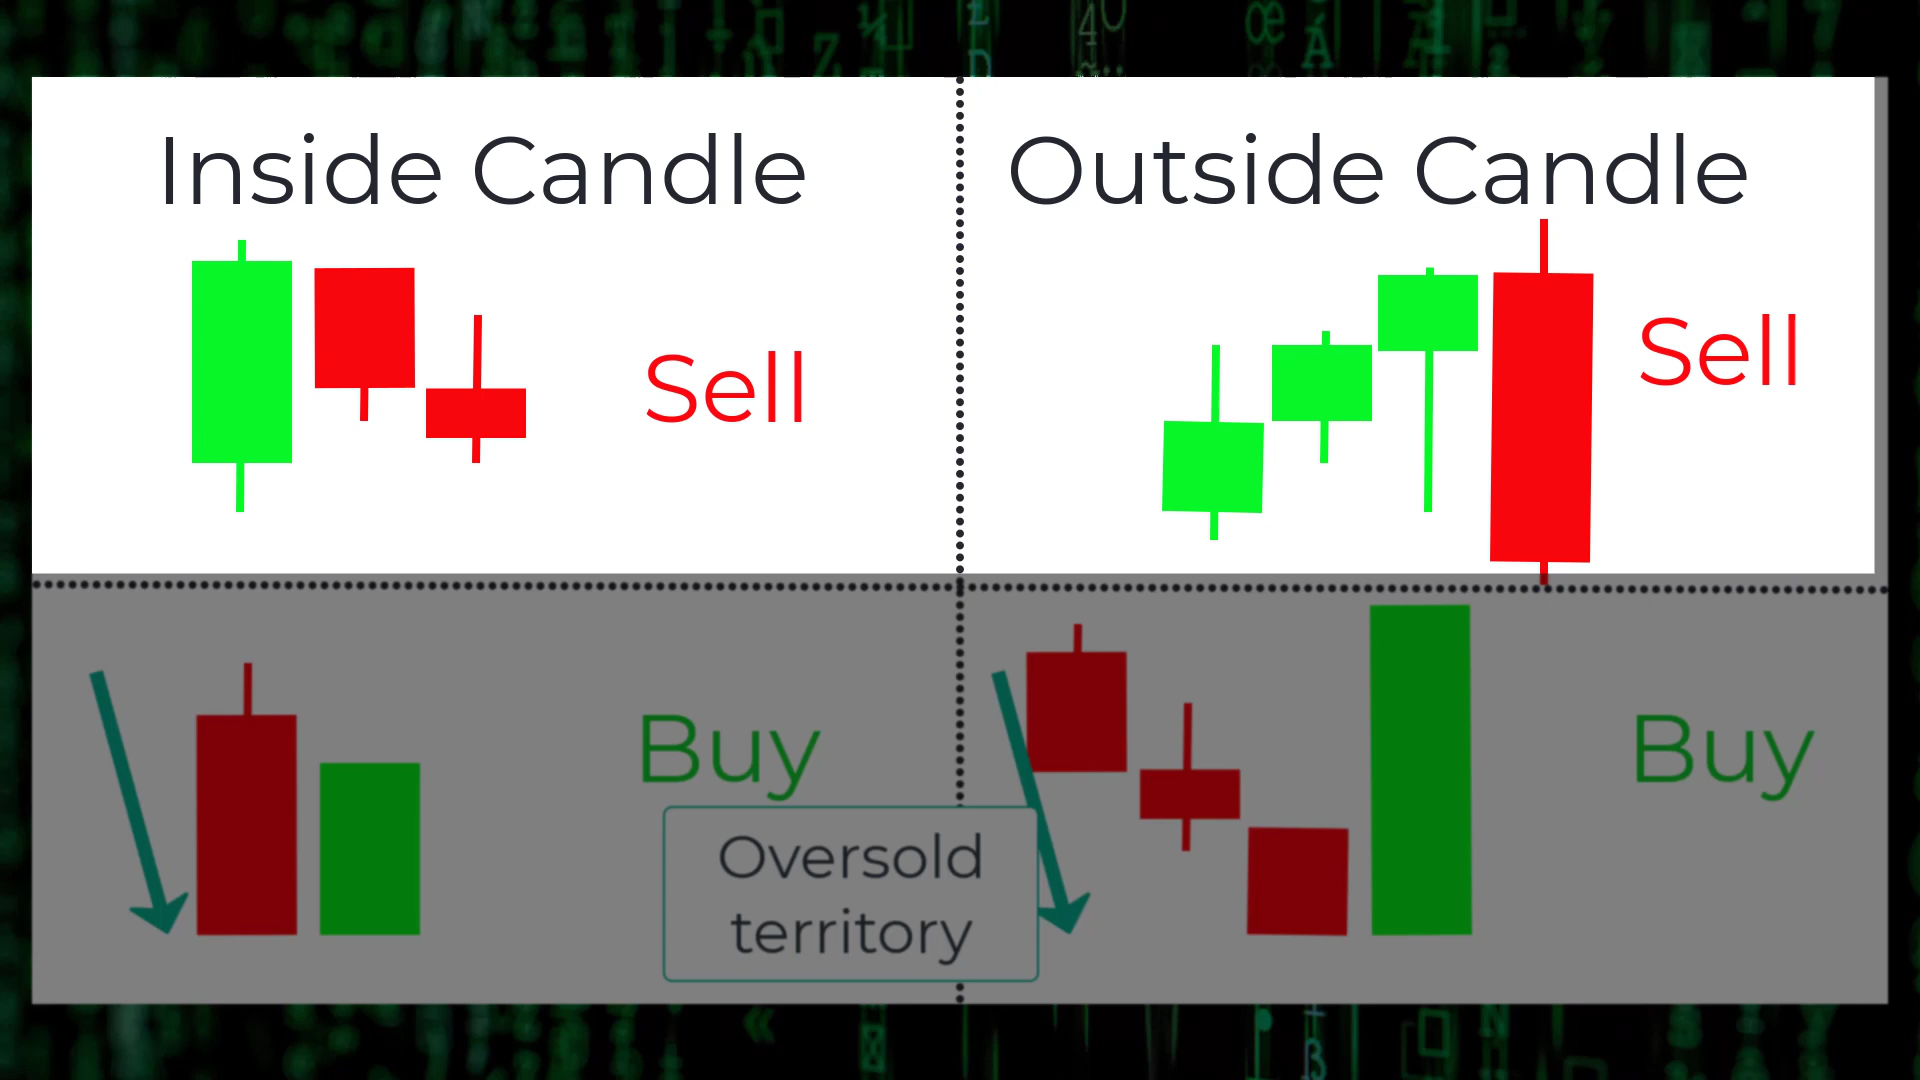 Inside Candle
Outside Candle
Sell
Sell
Buy
Buy
Oversold
territory